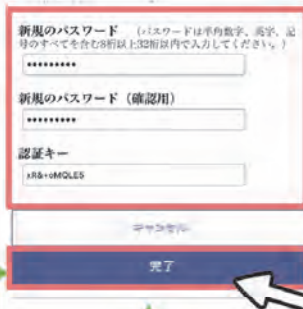 新規のパスワード （パスワードは半角数字、英字、記
号のすべてを含む8桁以上32桁以内で入力してください。）
•••••••••
新規のパスワード（確認用）
•••••••••
認証キー
xR&+oMQLE5
キャンセル
完了